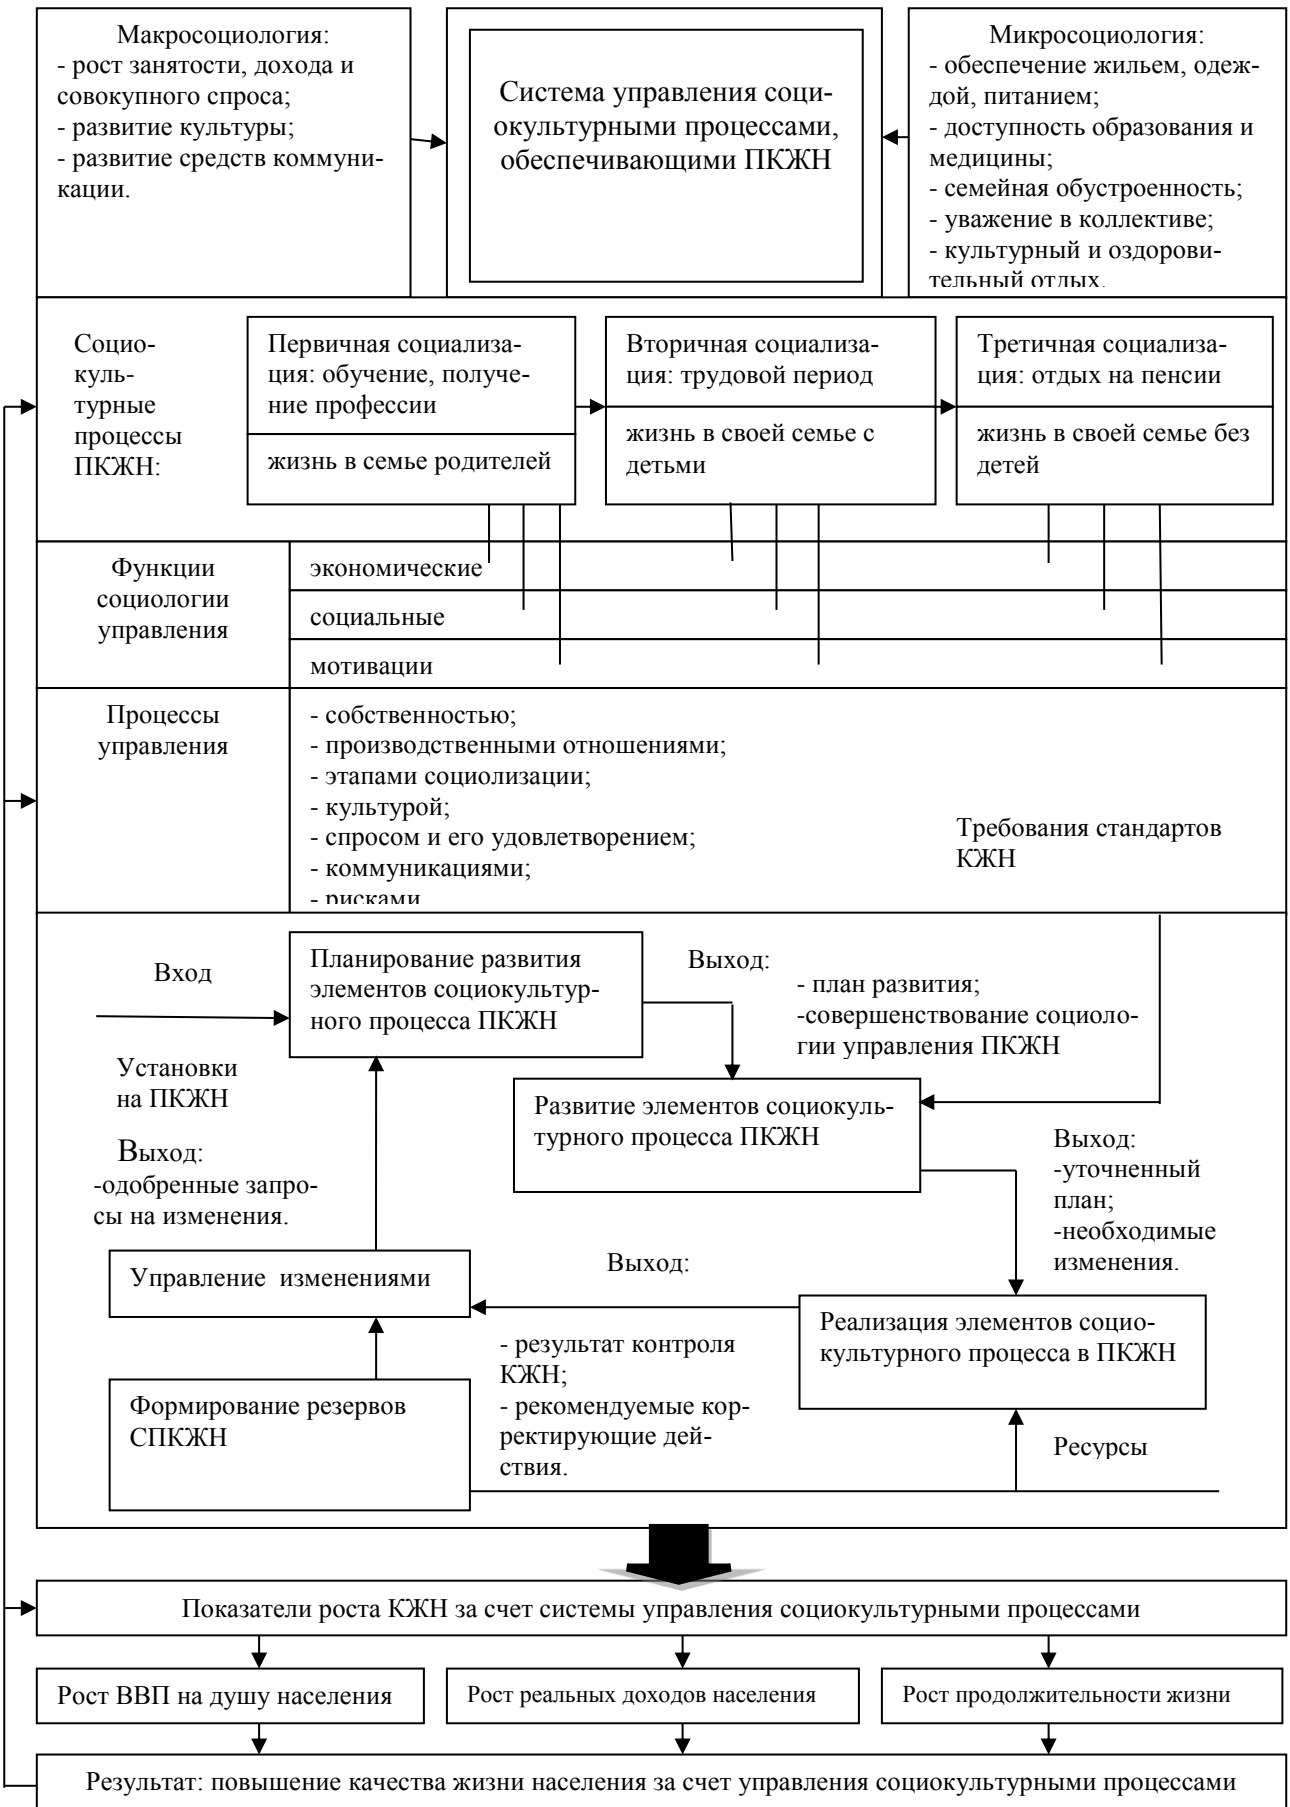 Макросоциология:
- рост занятости, дохода и
совокупного спроса;
- развитие культуры;
- развитие средств коммуни-
кации.
Система управления соци-
окультурными процессами,
обеспечивающими ПКЖН
Микросоциология:
- обеспечение жильем, одеж-
дой, питанием;
- доступность образования и
медицины;
- семейная обустроенность;
- уважение в коллективе;
- культурный и оздорови-
тельный отдых.
Социо-
куль-
турные
процессы
ПКЖН:
Первичная социализа-
ция: обучение, получе-
ние профессии
жизнь в семье родителей
Вторичная социализа-
ция: трудовой период
жизнь в своей семье с
детьми
Третичная социализа-
ция: отдых на пенсии
жизнь в своей семье без
детей
Функции
социологии
управления
экономические
социальные
мотивации
Процессы
управления
- собственностью;
- производственными отношениями;
- этапами социолизации;
- культурой;
- спросом и его удовлетворением;
- коммуникациями;
- рисками
Требования стандартов
КЖН
Вход
Установки
на ПКЖН
Планирование развития
элементов социокультур-
ного процесса ПКЖН
Выход:
- план развития;
-совершенствование социоло-
гии управления ПКЖН
Развитие элементов социокуль-
турного процесса ПКЖН
Выход:
-уточненный
план;
-необходимые
изменения.
Выход:
-одобренные запро-
сы на изменения.
Управление изменениями
Выход:
- результат контроля
КЖН;
- рекомендуемые кор-
ректирующие дей-
ствия.
Реализация элементов социо-
культурного процесса в ПКЖН
Формирование резервов
СПКЖН
Ресурсы
Показатели роста КЖН за счет системы управления социокультурными процессами
Рост ВВП на душу населения
Рост реальных доходов населения
Рост продолжительности жизни
Результат: повышение качества жизни населения за счет управления социокультурными процессами